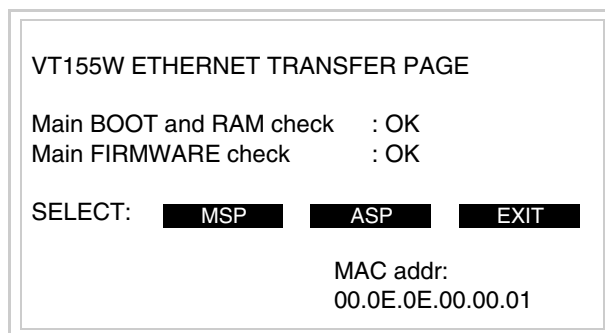 VT155W ETHERNET TRANSFER PAGE
Main BOOT and RAM check : OK
Main FIRMWARE check : OK
SELECT: MSP ASP EXIT
MAC addr:
00.0E.0E.00.00.01